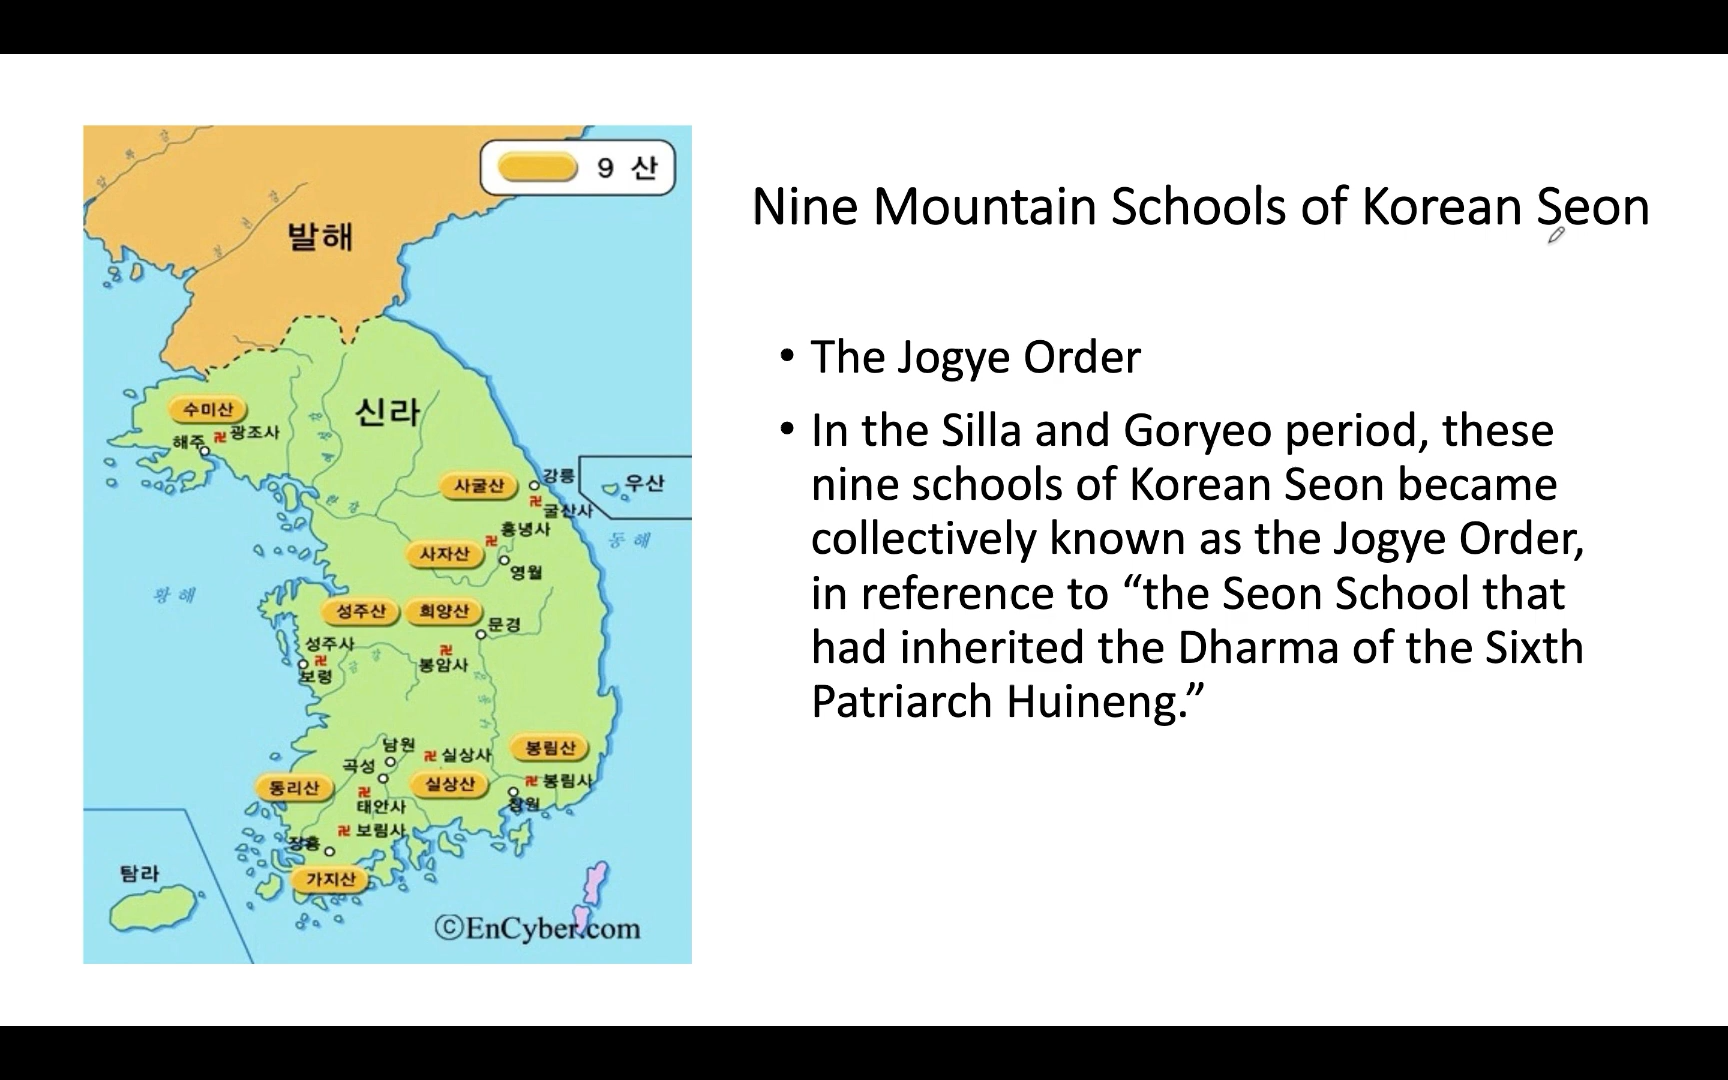 9 산
발해
신라
수미산
해주
광조사
사굴산
강릉
굴산사
우산
동해
흥녕사
사자산
영월
황해
성주산
희양산
문경
성주사
보령
봉암사
남원
곡성
실상사
봉림산
동리산
실상산
봉림사
창원
태안사
보림사
장흥
가지산
탐라
한강
금강
©EnCyber.com
Nine Mountain Schools of Korean Seon
• The Jogye Order
• In the Silla and Goryeo period, these
nine schools of Korean Seon became
collectively known as the Jogye Order,
in reference to “the Seon School that
had inherited the Dharma of the Sixth
Patriarch Huineng.”